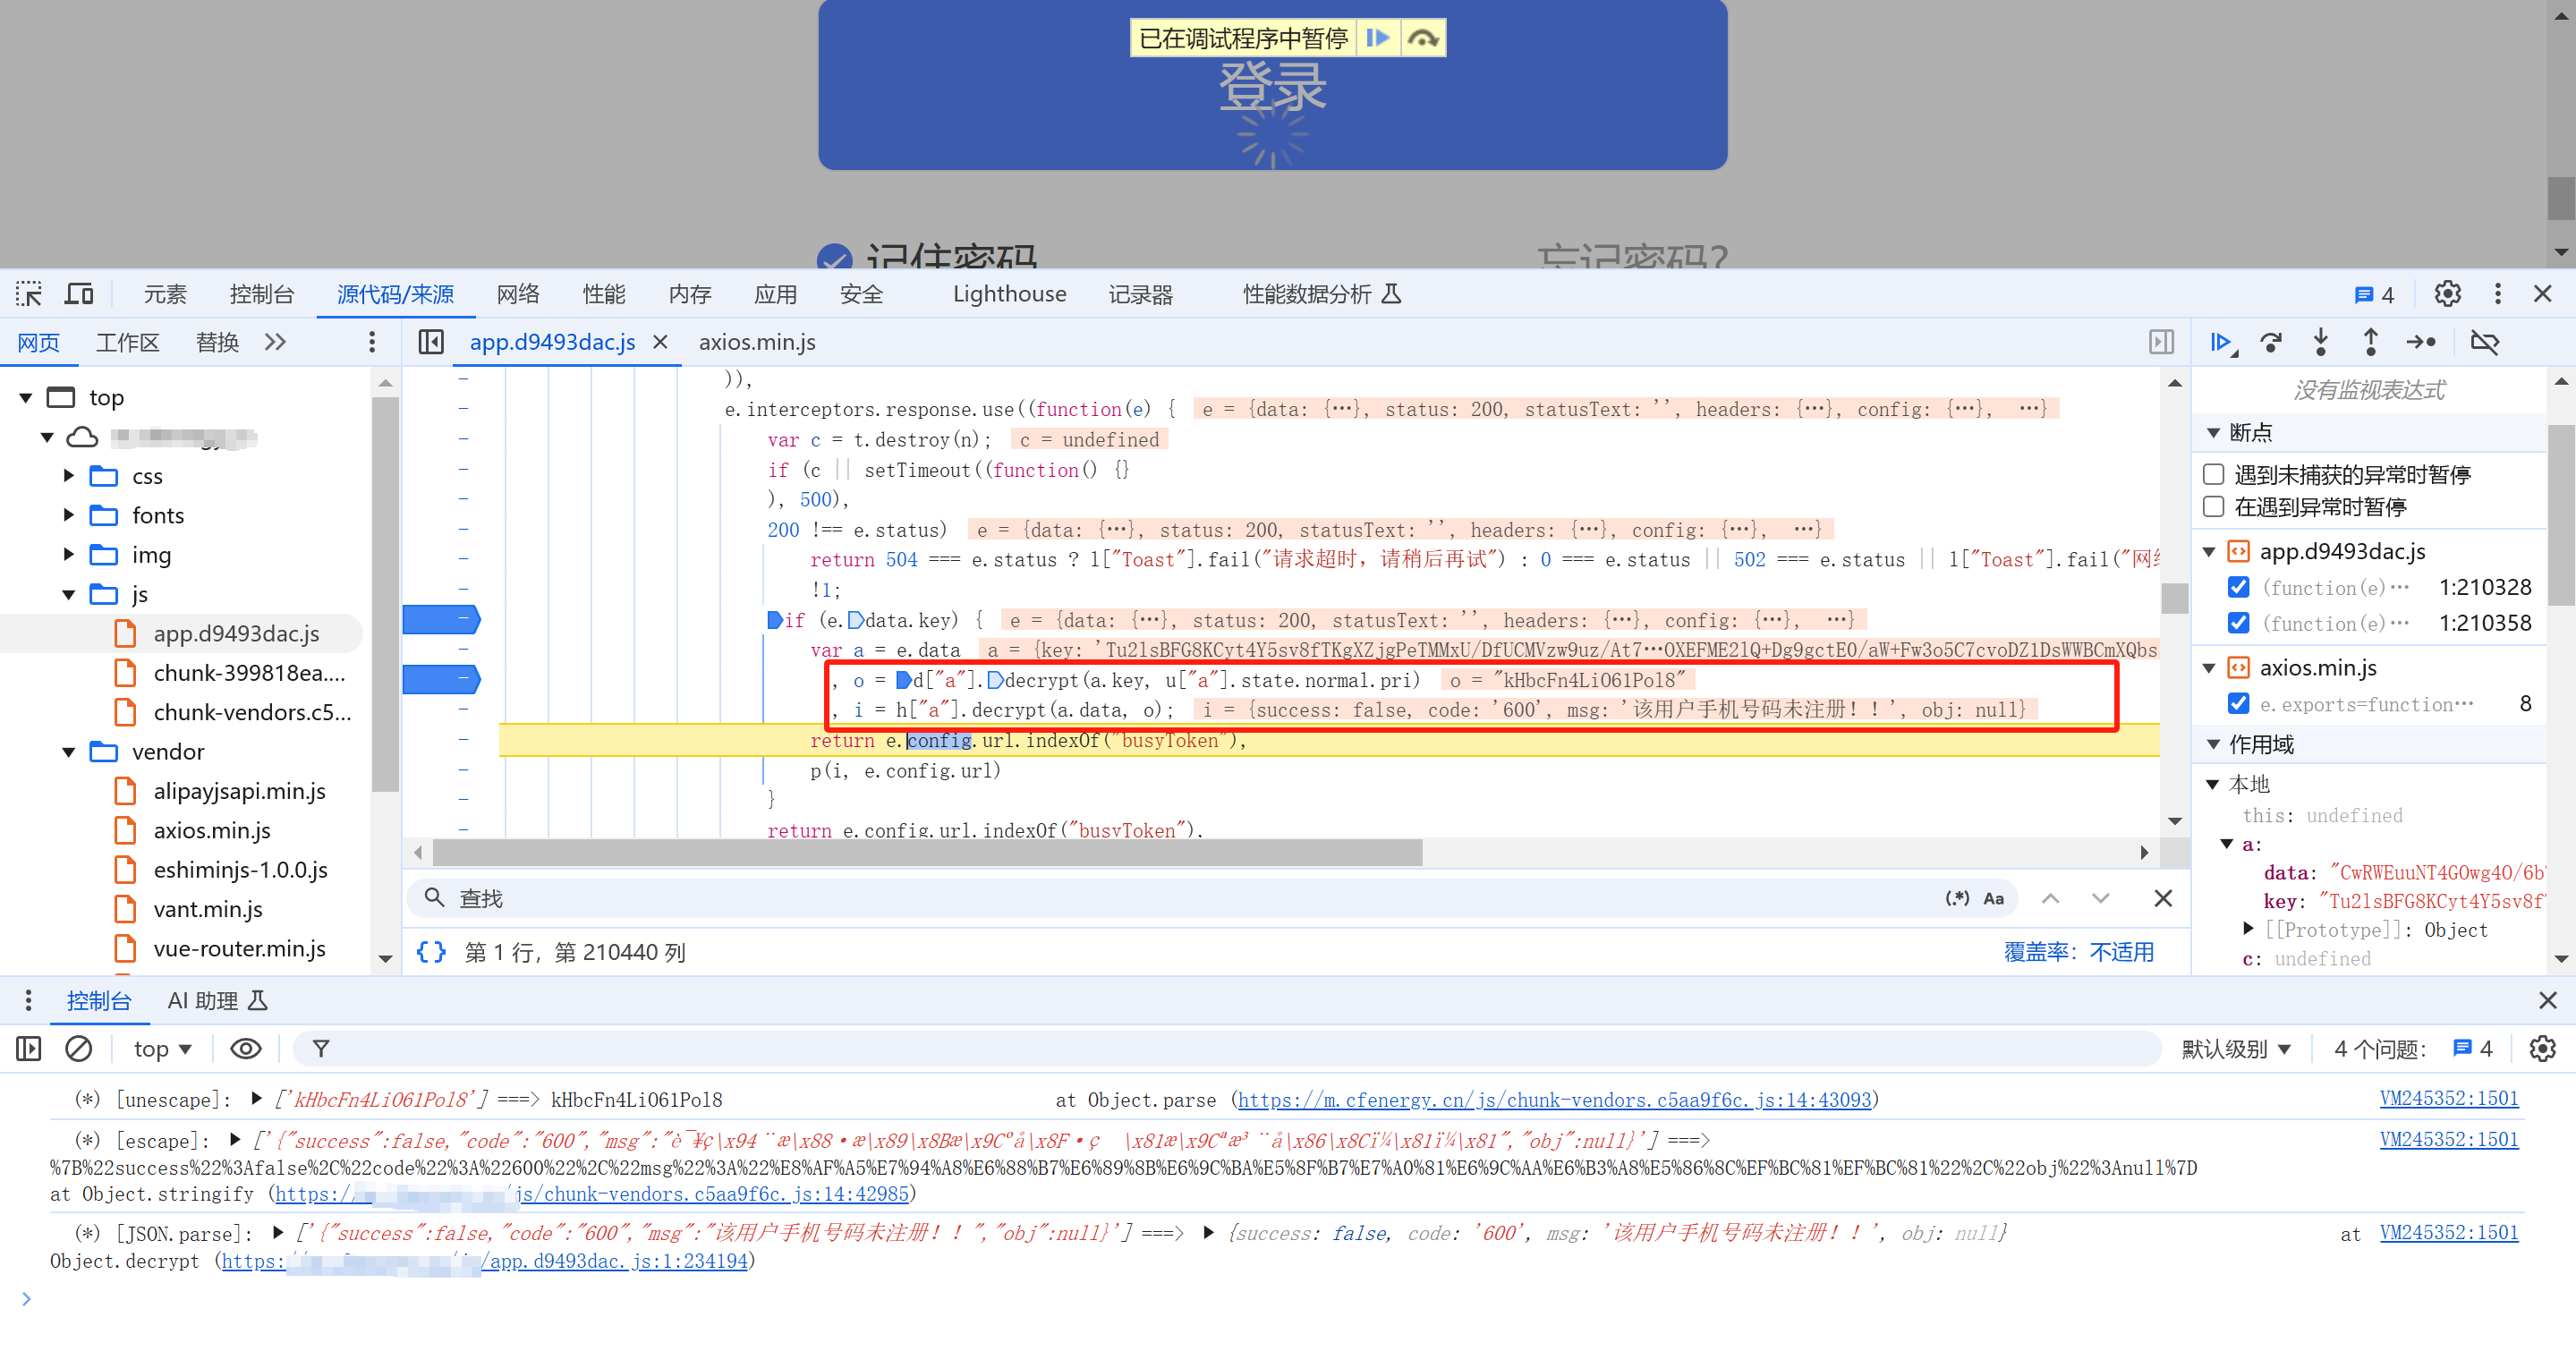 已在调试程序中暂停
登录
记住密码
忘记密码?
元素 控制台 源代码/来源 网络 性能 内存 应用 安全 Lighthouse 记录器 性能数据分析 4
网页 工作区 替换
app.d9493dac.js axios.min.js
top
css
fonts
img
js
app.d9493dac.js
chunk-399818ea....
chunk-vendors.c5...
vendor
alipayjsapi.min.js
axios.min.js
eshiminjs-1.0.0.js
vant.min.js
vue-router.min.js
)),
e.interceptors.response.use((function(e) { e = {data: {…}, status: 200, statusText: '', headers: {…}, config: {…}, …}
var c = t.destroy(n); c = undefined
if (c || setTimeout((function() {}
), 500),
200 !== e.status) e = {data: {…}, status: 200, statusText: '', headers: {…}, config: {…}, …}
return 504 === e.status ? l["Toast"].fail("请求超时，请稍后再试") : 0 === e.status || 502 === e.status || l["Toast"].fail("网
!1;
if (e.data.key) { e = {data: {…}, status: 200, statusText: '', headers: {…}, config: {…}, …}
var a = e.data a = {key: 'Tu2lsBFG8KCyt4Y5sv8fTKgXZjgPeTMMxU/DfUCMVzw9uz/At7…OXEFME2lQ+Dg9gctE0/aW+Fw3o5C7cvoDZ1DsWWBCmXQbs
, o = d["a"].decrypt(a.key, u["a"].state.normal.pri) o = "kHbcFn4LiO61Pol8"
, i = h["a"].decrypt(a.data, o); i = {success: false, code: '600', msg: '该用户手机号码未注册！！', obj: null}
return e.config.url.indexOf("busyToken"),
p(i, e.config.url)
}
return e.config.url.indexOf("busyToken"),
查找
(.*) Aa
{} 第 1 行，第 210440 列
覆盖率：不适用
没有监视表达式
断点
遇到未捕获的异常时暂停
在遇到异常时暂停
app.d9493dac.js
(function(e)… 1:210328
(function(e)… 1:210358
axios.min.js
e.exports=function… 8
作用域
本地
this: undefined
a:
data: "CwRWEuuNT4GOwg4O/6b
key: "Tu2lsBFG8KCyt4Y5sv8f
[[Prototype]]: Object
c: undefined
控制台 AI 助理
top
默认级别 4 个问题： 4
(*) [unescape]: ['kHbcFn4LiO61Pol8'] ===> kHbcFn4LiO61Pol8 at Object.parse (https://m.cfenergy.cn/js/chunk-vendors.c5aa9f6c.js:14:43093) VM245352:1501
(*) [escape]: ['{"success":false,"code":"600","msg":"è¯¥ç\x94¨æ\x88·æ\x89\x8Bæ\x9Cºå\x8F·ç \x81æ\x9Cªæ³¨å\x86\x8Cï¼\x81ï¼\x81","obj":null}'] ===> VM245352:1501
%7B%22success%22%3Afalse%2C%22code%22%3A%22600%22%2C%22msg%22%3A%22%E8%AF%A5%E7%94%A8%E6%88%B7%E6%89%8B%E6%9C%BA%E5%8F%B7%E7%A0%81%E6%9C%AA%E6%B3%A8%E5%86%8C%EF%BC%81%EF%BC%81%22%2C%22obj%22%3Anull%7D
at Object.stringify (https:/ /js/chunk-vendors.c5aa9f6c.js:14:42985)
(*) [JSON.parse]: ['{"success":false,"code":"600","msg":"该用户手机号码未注册！！","obj":null}'] ===> {success: false, code: '600', msg: '该用户手机号码未注册！！', obj: null} at VM245352:1501
Object.decrypt (https: /app.d9493dac.js:1:234194)